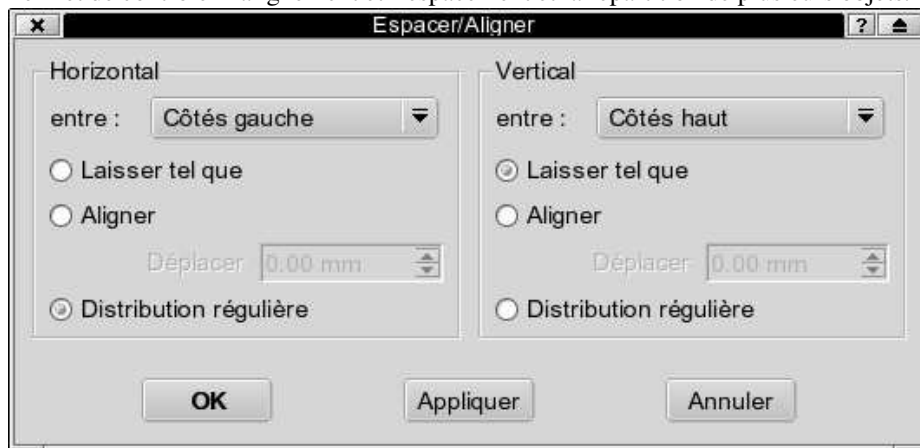 Espacer/Aligner ?
Horizontal
entre : Côtés gauche
Laisser tel que
Aligner
Déplacer 0.00 mm
Distribution régulière
Vertical
entre : Côtés haut
Laisser tel que
Aligner
Déplacer 0.00 mm
Distribution régulière
OK Appliquer Annuler